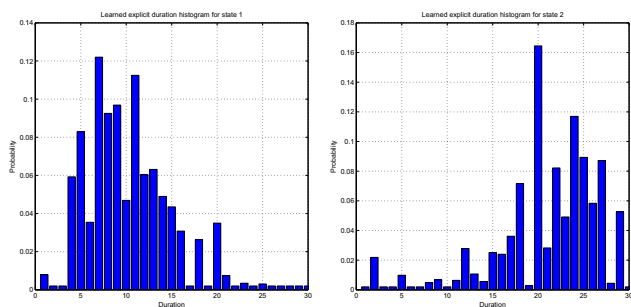 Learned explicit duration histogram for state 1
0.14
0.12
0.1
0.08
0.06
0.04
0.02
0
Probability
0 5 10 15 20 25 30
Duration
Learned explicit duration histogram for state 2
0.18
0.16
0.14
0.12
0.1
0.08
0.06
0.04
0.02
0
Probability
0 5 10 15 20 25 30
Duration